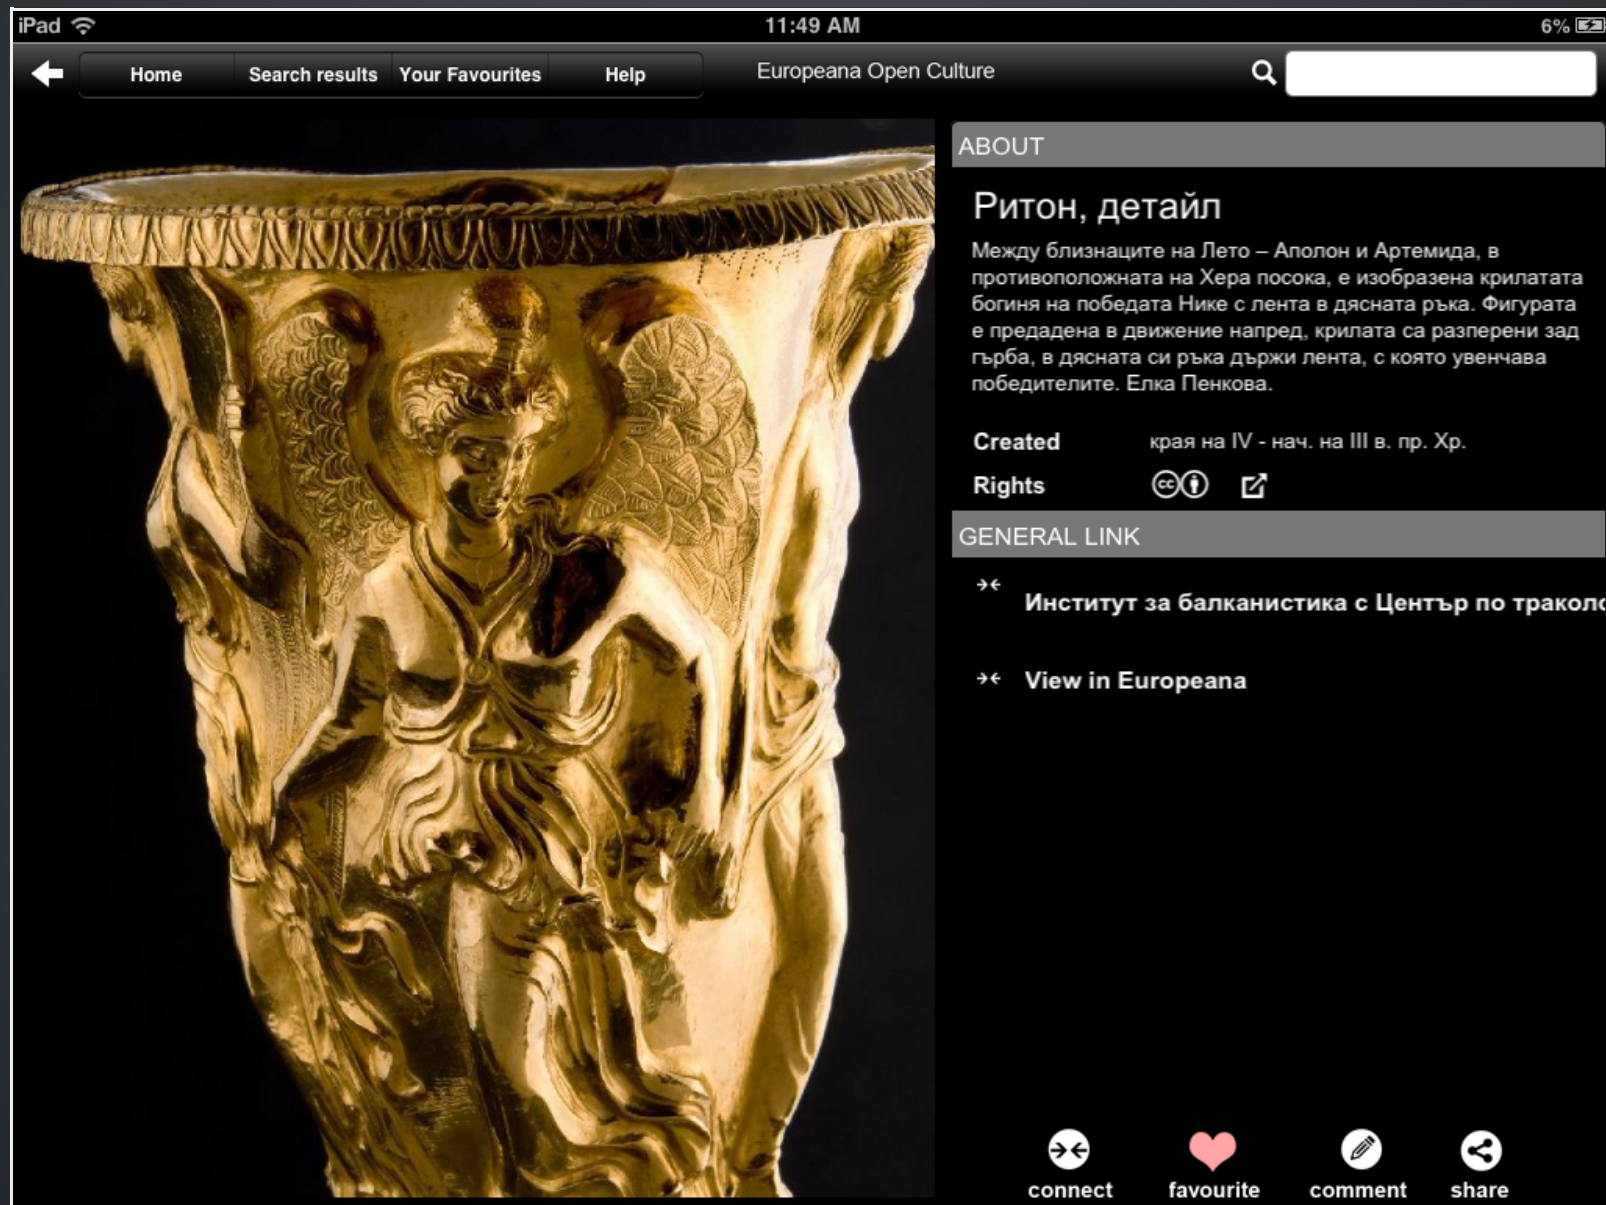 iPad 11:49 AM 6%
Home Search results Your Favourites Help Europeana Open Culture
ABOUT
Ритон, детайл
Между близнаците на Лето – Аполон и Артемида, в
противоположната на Хера посока, е изобразена крилатата
богиня на победата Нике с лента в дясната ръка. Фигурата
е предадена в движение напред, крилата са разперени зад
гърба, в дясната си ръка държи лента, с която увенчава
победителите. Елка Пенкова.
Created края на IV - нач. на III в. пр. Хр.
Rights cc
GENERAL LINK
Институт за балканистика с Център по трако
View in Europeana
connect favourite comment share